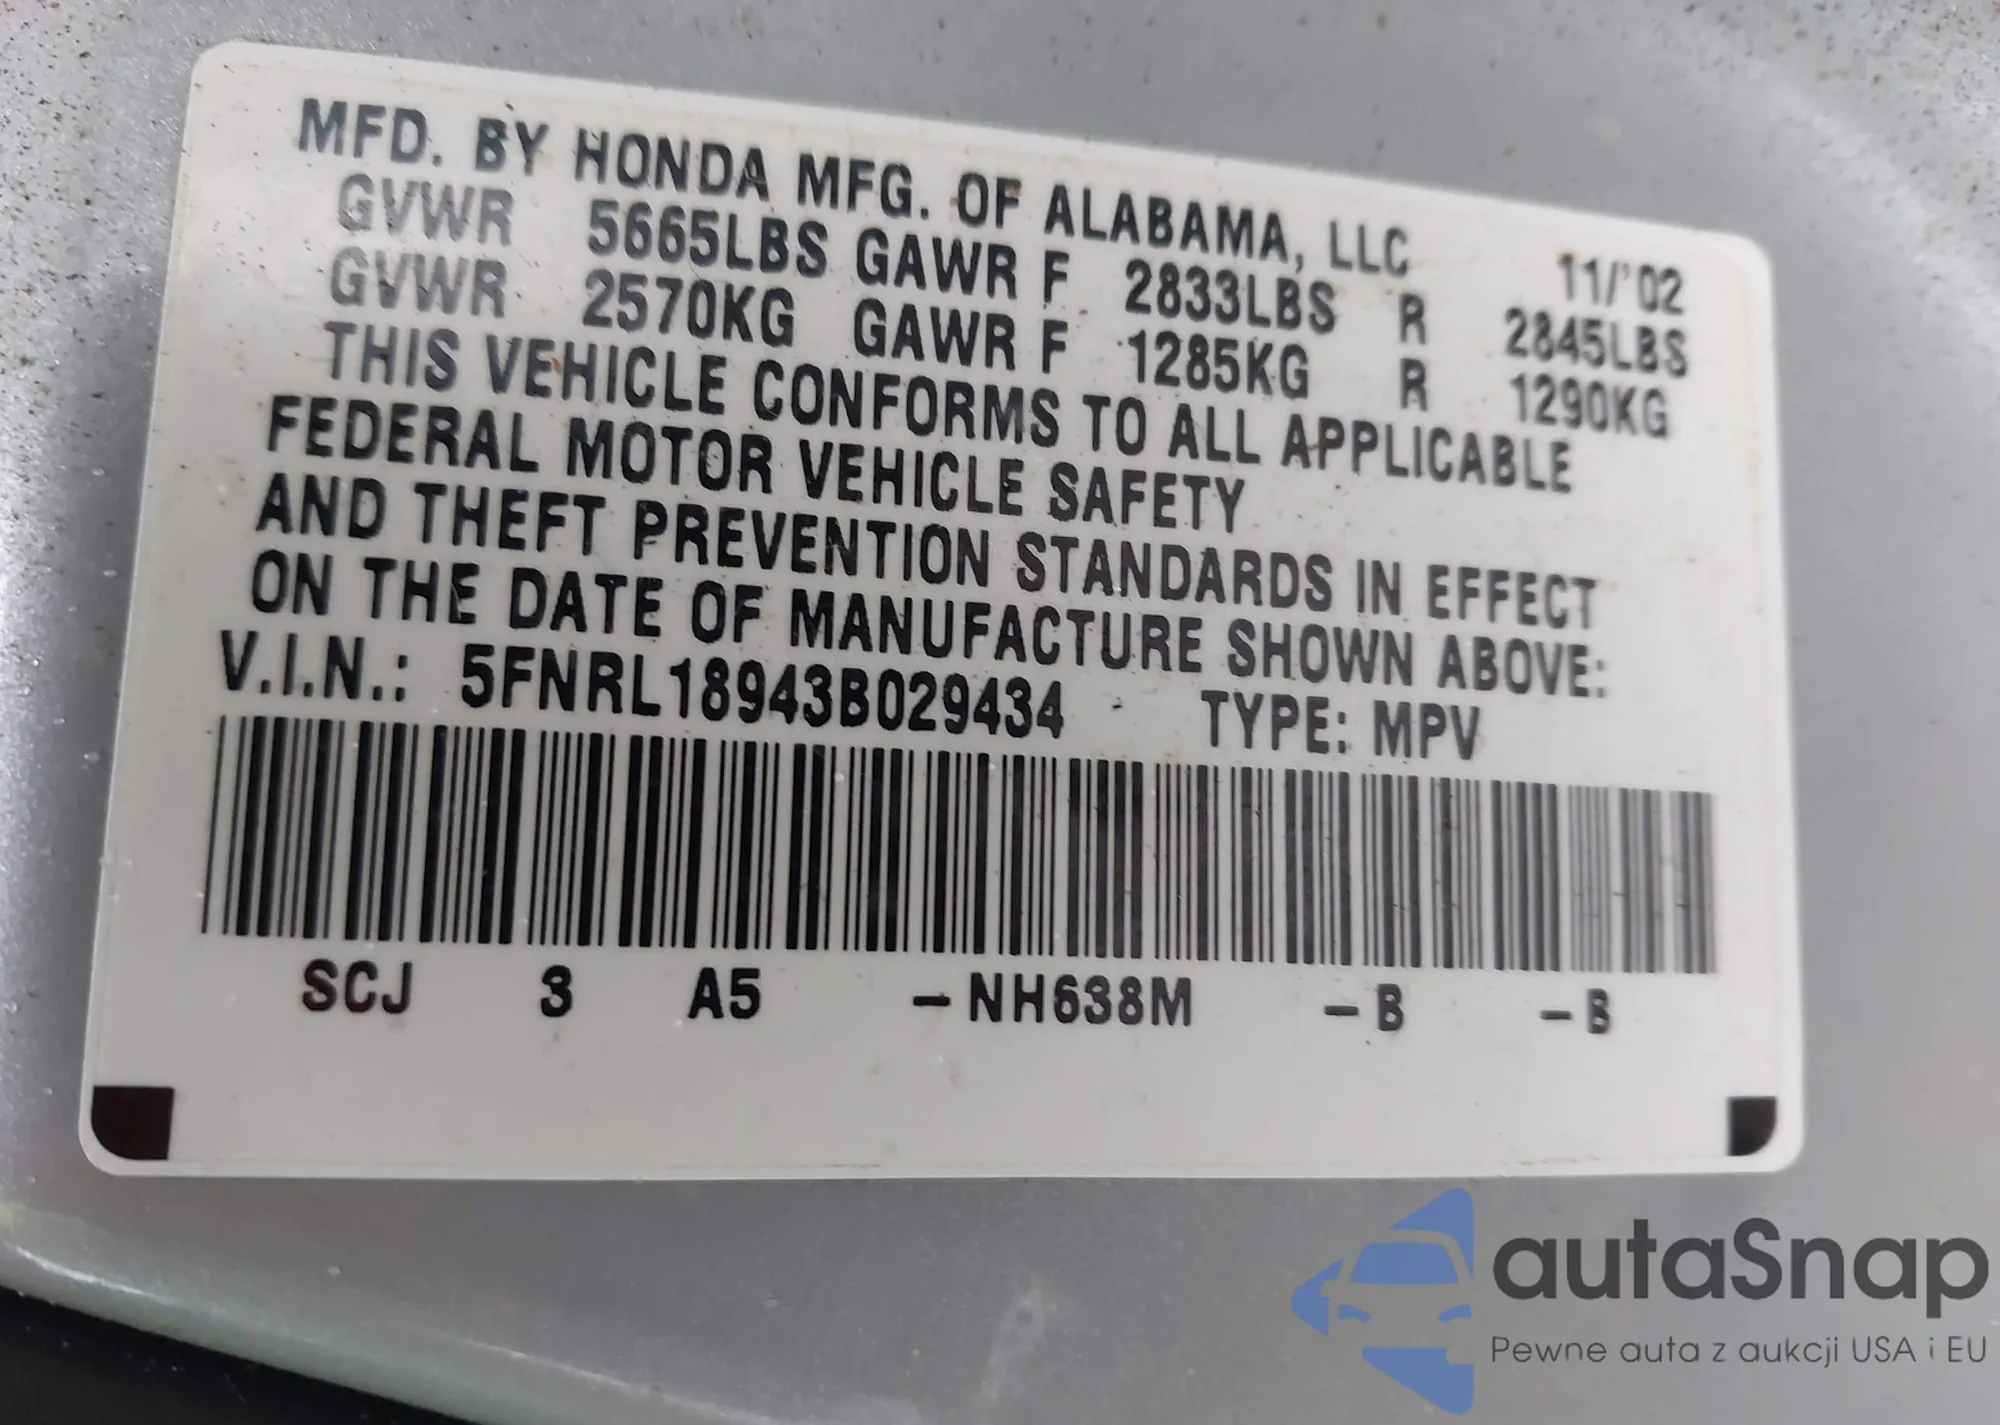 MFD. BY HONDA MFG. OF ALABAMA, LLC 11/'02
GVWR 5665LBS GAWR F 2833LBS R 2845LBS
GVWR 2570KG GAWR F 1285KG R 1290KG
THIS VEHICLE CONFORMS TO ALL APPLICABLE
FEDERAL MOTOR VEHICLE SAFETY
AND THEFT PREVENTION STANDARDS IN EFFECT
ON THE DATE OF MANUFACTURE SHOWN ABOVE:
V.I.N.: 5FNRL18943B029434 TYPE: MPV
SCJ 3 A5 -NH638M -B -B
autaSnap
Pewne auta z aukcji USA i EU